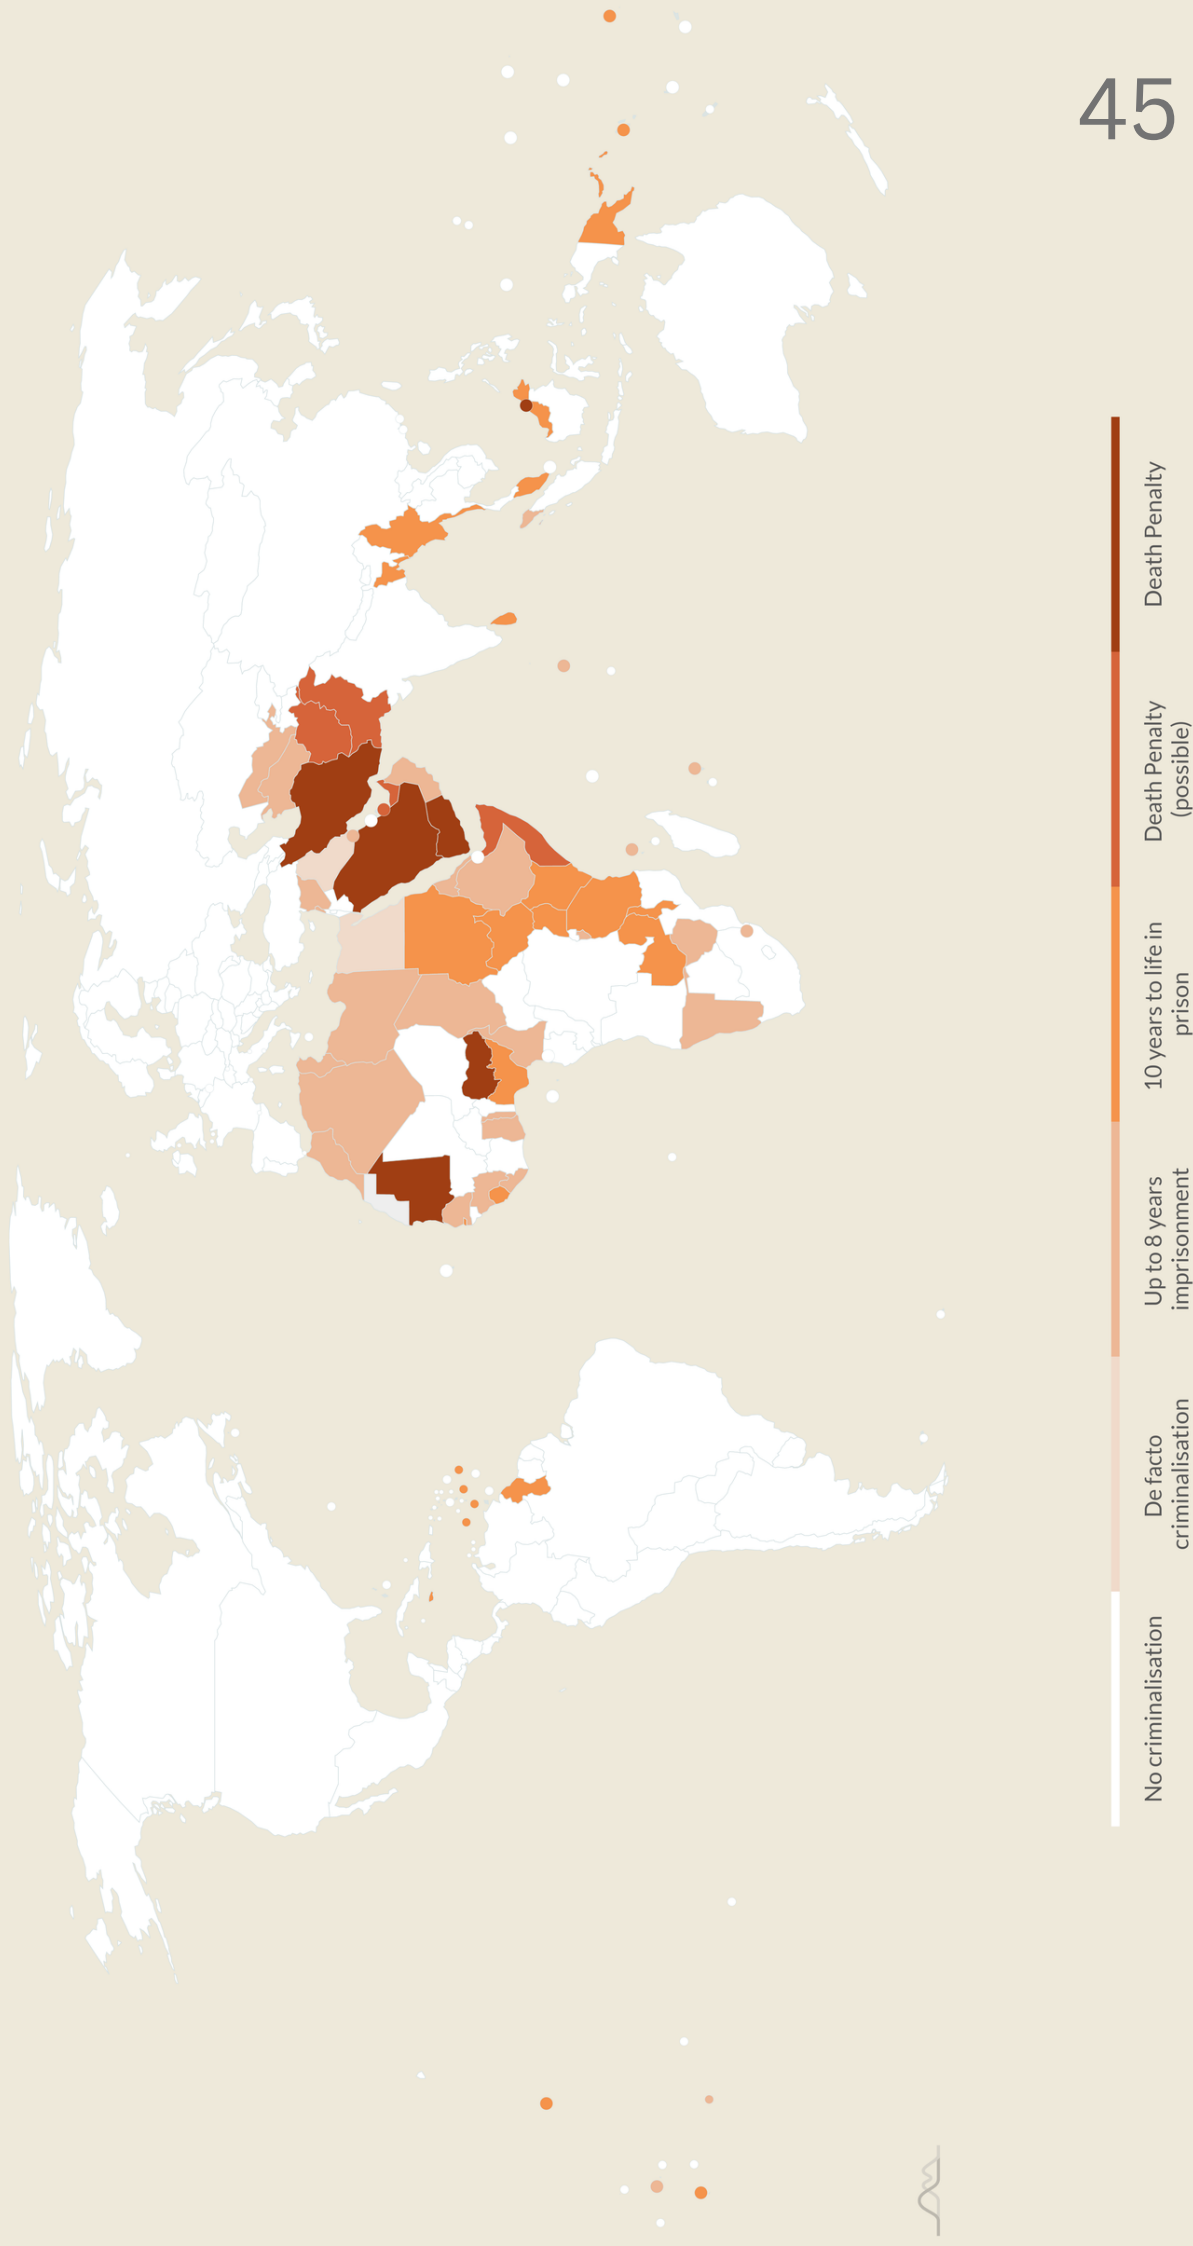 45
No criminalisation
De facto
criminalisation
Up to 8 years
imprisonment
10 years to life in
prison
Death Penalty
(possible)
Death Penalty